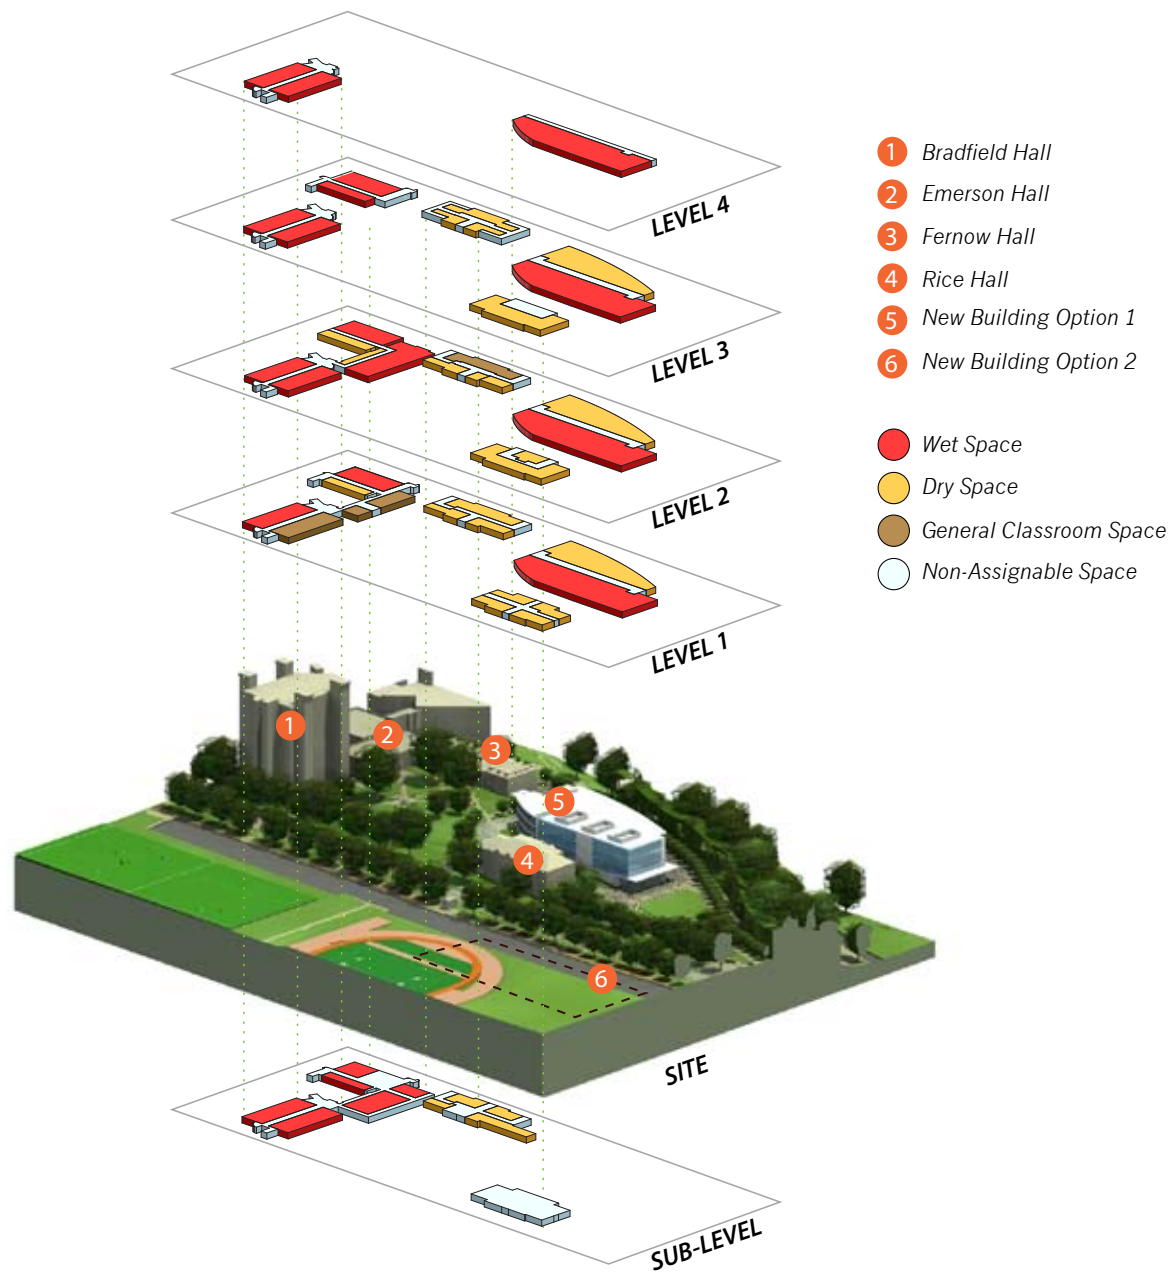 LEVEL 4
LEVEL 3
LEVEL 2
LEVEL 1
1 Bradfield Hall
2 Emerson Hall
3 Fernow Hall
4 Rice Hall
5 New Building Option 1
6 New Building Option 2
Wet Space
Dry Space
General Classroom Space
Non-Assignable Space
1
2
3
5
4
6
SITE
SUB-LEVEL